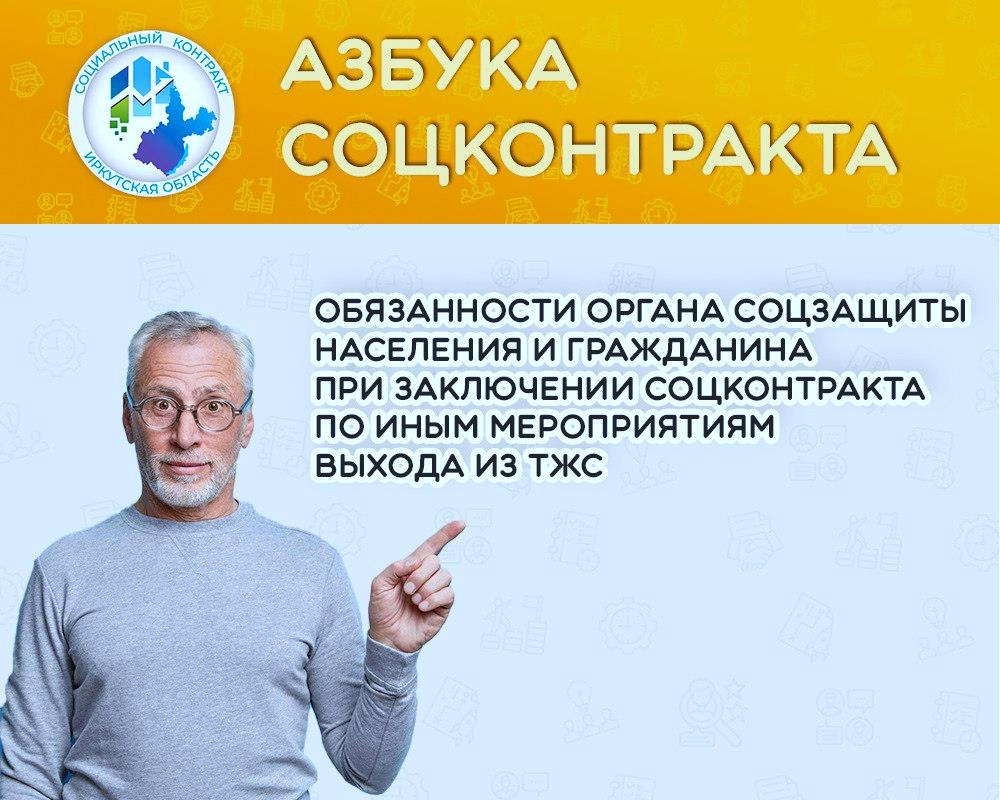 СОЦИАЛЬНЫЙ КОНТРАКТ
ИРКУТСКАЯ ОБЛАСТЬ
АЗБУКА
СОЦКОНТРАКТА
ОБЯЗАННОСТИ ОРГАНА СОЦЗАЩИТЫ
НАСЕЛЕНИЯ И ГРАЖДАНИНА
ПРИ ЗАКЛЮЧЕНИИ СОЦКОНТРАКТА
ПО ИНЫМ МЕРОПРИЯТИЯМ
ВЫХОДА ИЗ ТЖС